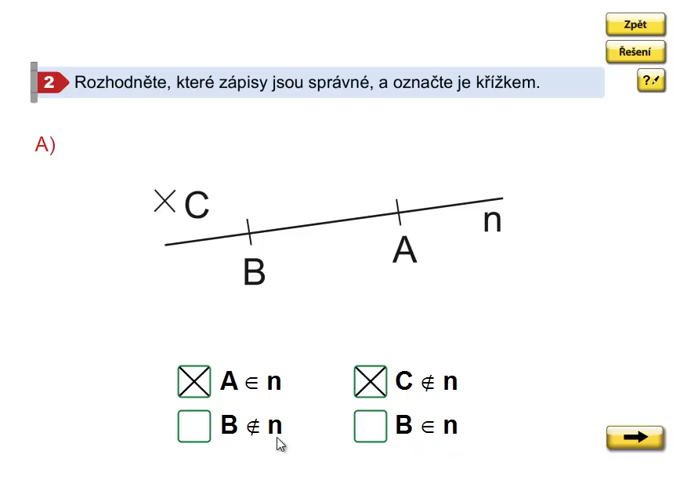 Zpět
Řešení
?
2 Rozhodněte, které zápisy jsou správné, a označte je křížkem.
A)
C
n
A
B
A ∈ n C ∉ n
B ∉ n B ∈ n